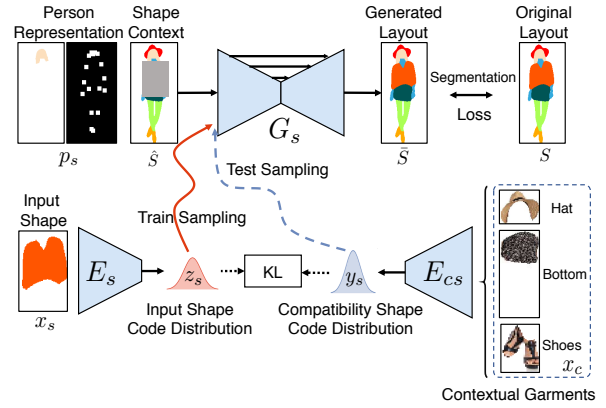 Person
Representation
Shape
Context
Generated
Layout
Original
Layout
Segmentation
Loss
G_s
p_s
Ŝ
S̄
S
Test Sampling
Train Sampling
Input
Shape
E_s
z_s
KL
y_s
E_cs
x_s
Input Shape
Code Distribution
Compatibility Shape
Code Distribution
Hat
Bottom
Shoes
x_c
Contextual Garments